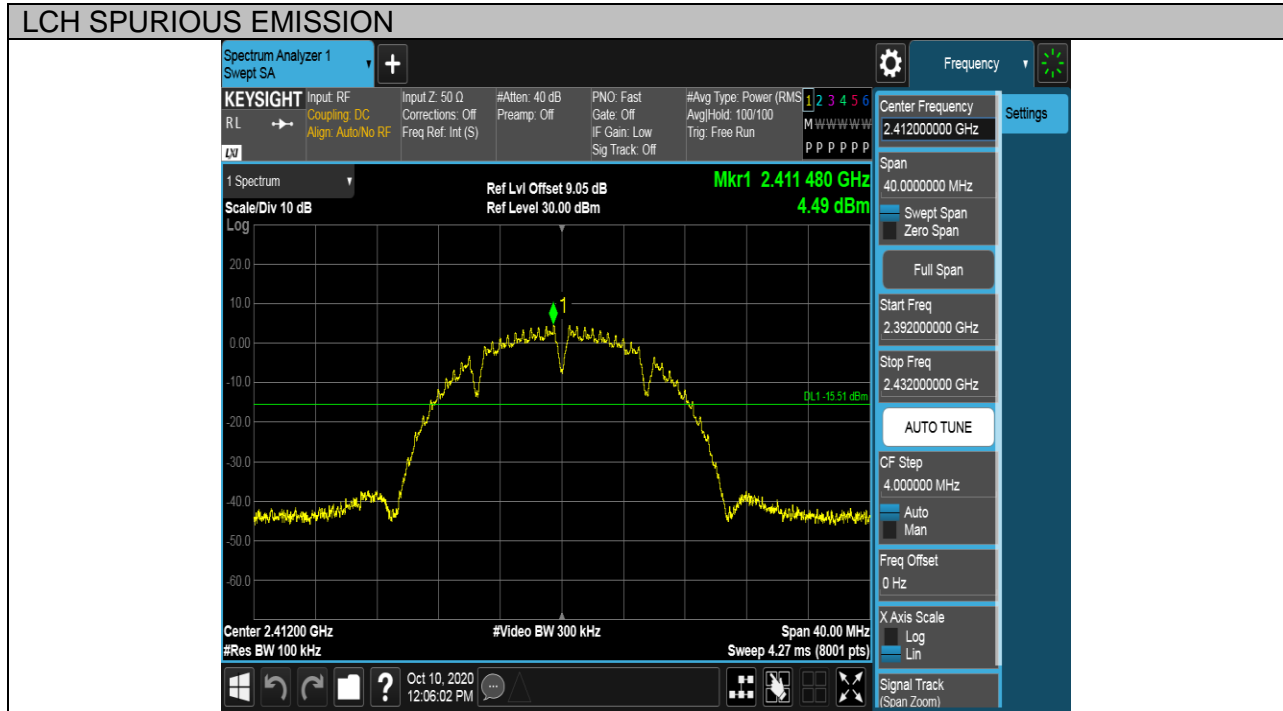 LCH SPURIOUS EMISSION
Spectrum Analyzer 1
Swept SA
+
Frequency
KEYSIGHT
RL
LXI
Input: RF
Coupling: DC
Align: Auto/No RF
Input Z: 50 Ω
Corrections: Off
Freq Ref: Int (S)
#Atten: 40 dB
Preamp: Off
PNO: Fast
Gate: Off
IF Gain: Low
Sig Track: Off
#Avg Type: Power (RMS
Avg|Hold: 100/100
Trig: Free Run
1 2 3 4 5 6
M W W W W W
P P P P P P
1 Spectrum
Scale/Div 10 dB
Log
Ref Lvl Offset 9.05 dB
Ref Level 30.00 dBm
Mkr1 2.411 480 GHz
4.49 dBm
20.0
10.0
0.00
-10.0
-20.0
-30.0
-40.0
-50.0
-60.0
1
DL1 -15.51 dBm
Center 2.41200 GHz
#Res BW 100 kHz
#Video BW 300 kHz
Span 40.00 MHz
Sweep 4.27 ms (8001 pts)
?
Oct 10, 2020
12:06:02 PM
Center Frequency
2.412000000 GHz
Settings
Span
40.0000000 MHz
Swept Span
Zero Span
Full Span
Start Freq
2.392000000 GHz
Stop Freq
2.432000000 GHz
AUTO TUNE
CF Step
4.000000 MHz
Auto
Man
Freq Offset
0 Hz
X Axis Scale
Log
Lin
Signal Track
(Span Zoom)